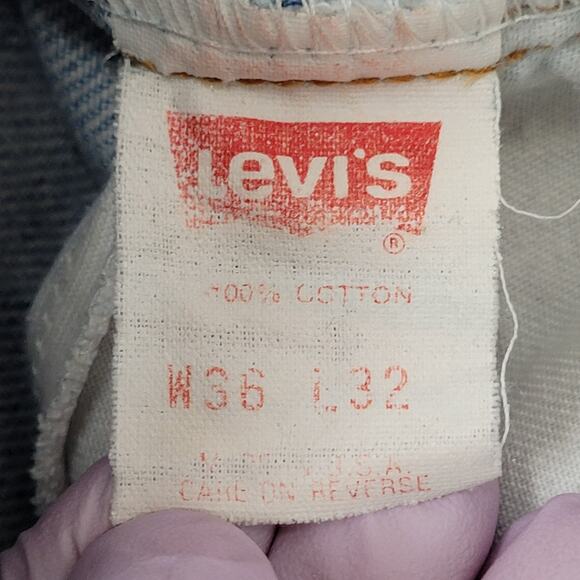 Levi's
®
100% COTTON
W36 L32
U.S.A.
CARE ON REVERSE